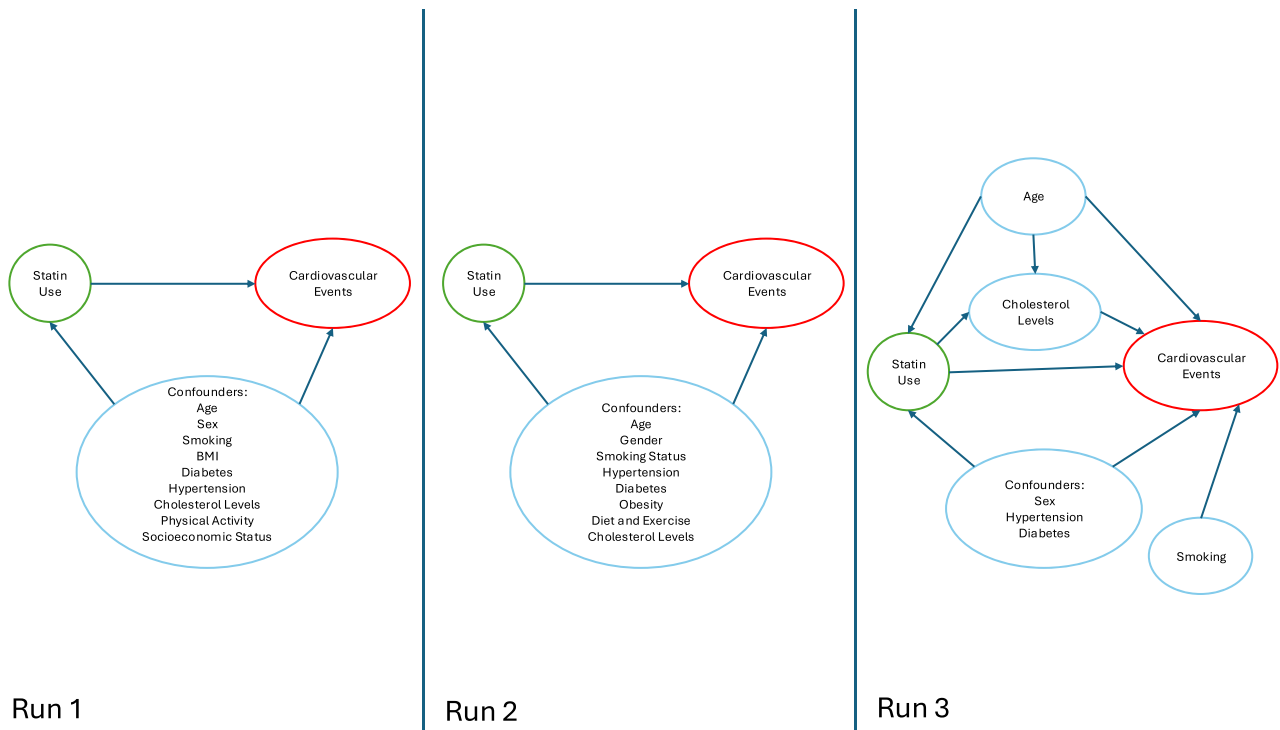 Statin
Use
Cardiovascular
Events
Confounders:
Age
Sex
Smoking
BMI
Diabetes
Hypertension
Cholesterol Levels
Physical Activity
Socioeconomic Status
Run 1
Statin
Use
Cardiovascular
Events
Confounders:
Age
Gender
Smoking Status
Hypertension
Diabetes
Obesity
Diet and Exercise
Cholesterol Levels
Run 2
Age
Cholesterol
Levels
Statin
Use
Cardiovascular
Events
Confounders:
Sex
Hypertension
Diabetes
Smoking
Run 3